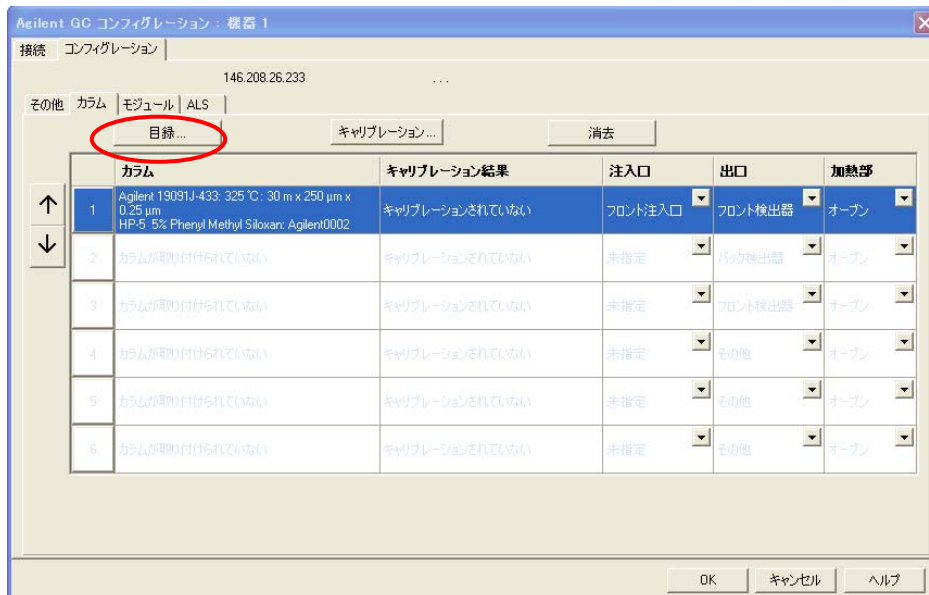 Agilent GC コンフィグレーション : 機器 1
接続 コンフィグレーション
146.208.26.233 ...
その他 カラム モジュール ALS
目録... キャリブレーション... 消去
カラム キャリブレーション結果 注入口 出口 加熱部
1 Agilent 19091J-433: 325 °C: 30 m x 250 µm x
0.25 µm
HP-5 5% Phenyl Methyl Siloxan: Agilent0002
キャリブレーションされていない フロント注入口 フロント検出器 オーブン
2 カラムが取り付けられていない キャリブレーションされていない 未指定 バック検出器 オーブン
3 カラムが取り付けられていない キャリブレーションされていない 未指定 フロント検出器 オーブン
4 カラムが取り付けられていない キャリブレーションされていない 未指定 その他 オーブン
5 カラムが取り付けられていない キャリブレーションされていない 未指定 その他 オーブン
6 カラムが取り付けられていない キャリブレーションされていない 未指定 その他 オーブン
OK キャンセル ヘルプ